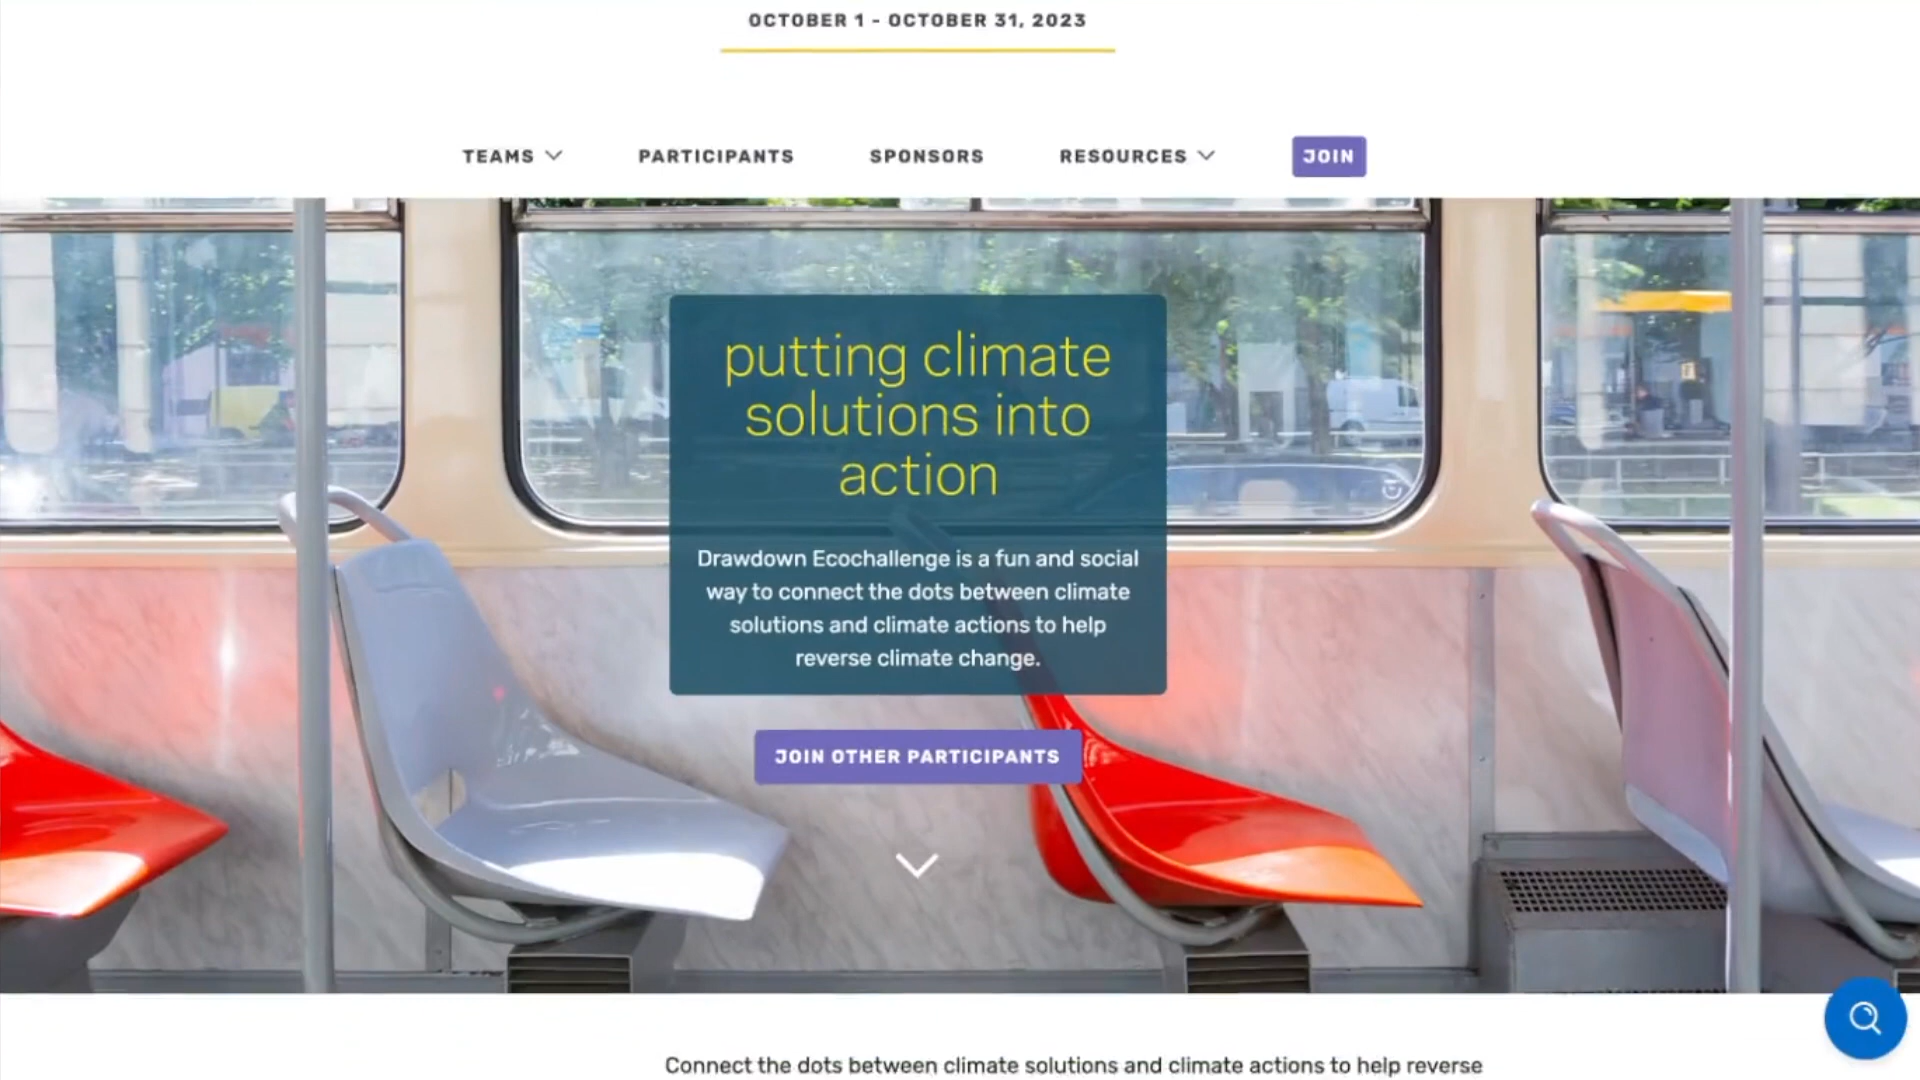 OCTOBER 1 - OCTOBER 31, 2023
TEAMS PARTICIPANTS SPONSORS RESOURCES JOIN
putting climate
solutions into
action
Drawdown Ecochallenge is a fun and social
way to connect the dots between climate
solutions and climate actions to help
reverse climate change.
JOIN OTHER PARTICIPANTS
Connect the dots between climate solutions and climate actions to help reverse